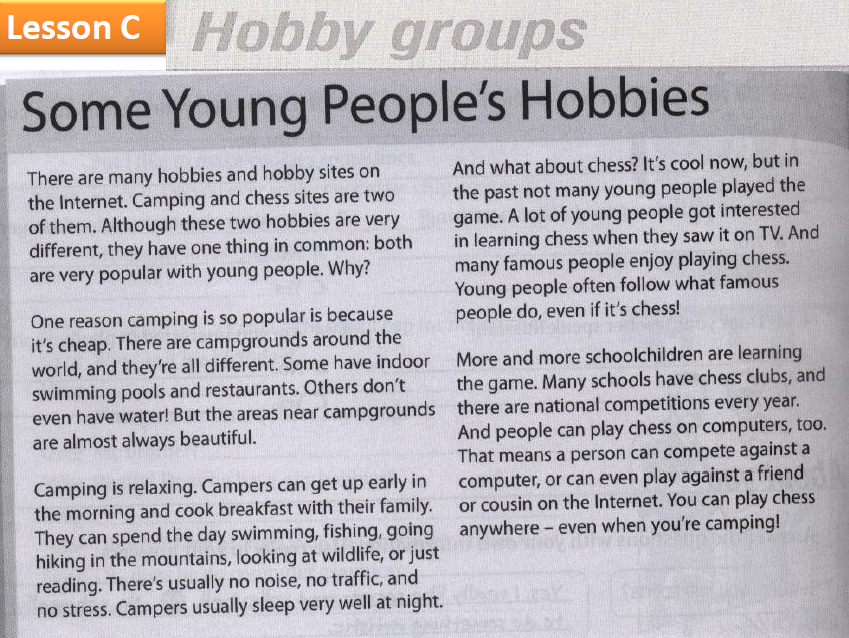 Lesson C
Hobby groups
Some Young People's Hobbies
There are many hobbies and hobby sites on
the Internet. Camping and chess sites are two
of them. Although these two hobbies are very
different, they have one thing in common: both
are very popular with young people. Why?
One reason camping is so popular is because
it's cheap. There are campgrounds around the
world, and they're all different. Some have indoor
swimming pools and restaurants. Others don't
even have water! But the areas near campgrounds
are almost always beautiful.
Camping is relaxing. Campers can get up early in
the morning and cook breakfast with their family.
They can spend the day swimming, fishing, going
hiking in the mountains, looking at wildlife, or just
reading. There's usually no noise, no traffic, and
no stress. Campers usually sleep very well at night.
And what about chess? It's cool now, but in
the past not many young people played the
game. A lot of young people got interested
in learning chess when they saw it on TV. And
many famous people enjoy playing chess.
Young people often follow what famous
people do, even if it's chess!
More and more schoolchildren are learning
the game. Many schools have chess clubs, and
there are national competitions every year.
And people can play chess on computers, too.
That means a person can compete against a
computer, or can even play against a friend
or cousin on the Internet. You can play chess
anywhere – even when you're camping!